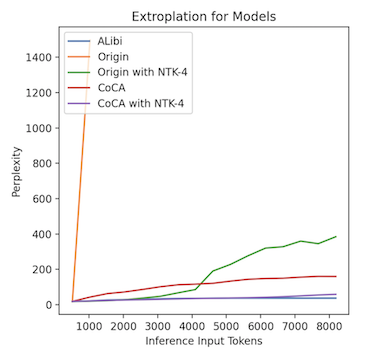 Extroplation for Models
ALibi
Origin
Origin with NTK-4
CoCA
CoCA with NTK-4
1400
1200
1000
800
600
400
200
0
Perplexity
1000 2000 3000 4000 5000 6000 7000 8000
Inference Input Tokens